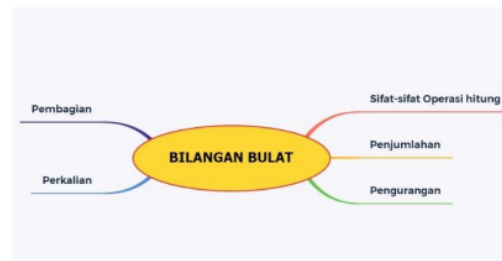 BILANGAN BULAT
Sifat-sifat Operasi hitung
Penjumlahan
Pengurangan
Pembagian
Perkalian